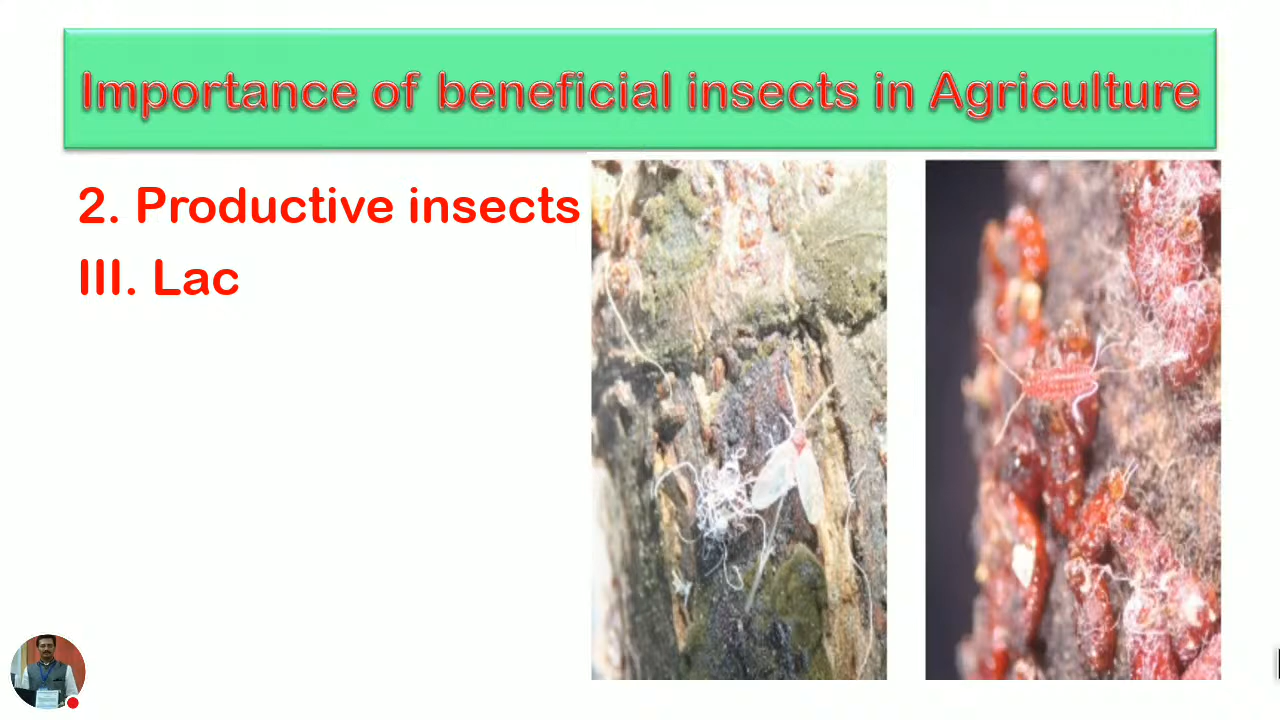 Importance of beneficial insects in Agriculture
2. Productive insects
III. Lac